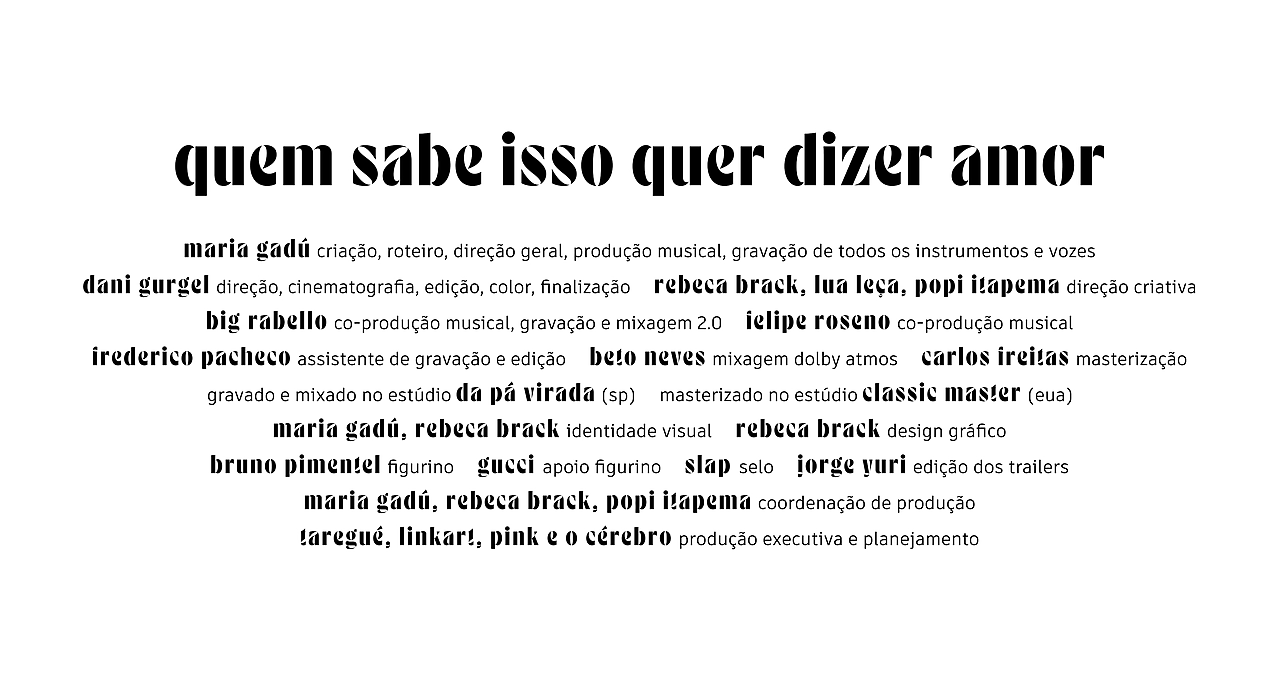 quem sabe isso quer dizer amor
maria gadú criação, roteiro, direção geral, produção musical, gravação de todos os instrumentos e vozes
dani gurgel direção, cinematografia, edição, color, finalização rebeca brack, lua leça, popi itapema direção criativa
big rabello co-produção musical, gravação e mixagem 2.0 felipe roseno co-produção musical
frederico pacheco assistente de gravação e edição beto neves mixagem dolby atmos carlos freitas masterização
gravado e mixado no estúdio da pá virada (sp) masterizado no estúdio classic master (eua)
maria gadú, rebeca brack identidade visual rebeca brack design gráfico
bruno pimentel figurino gucci apoio figurino slap selo jorge yuri edição dos trailers
maria gadú, rebeca brack, popi itapema coordenação de produção
taregué, linkart, pink e o cérebro produção executiva e planejamento